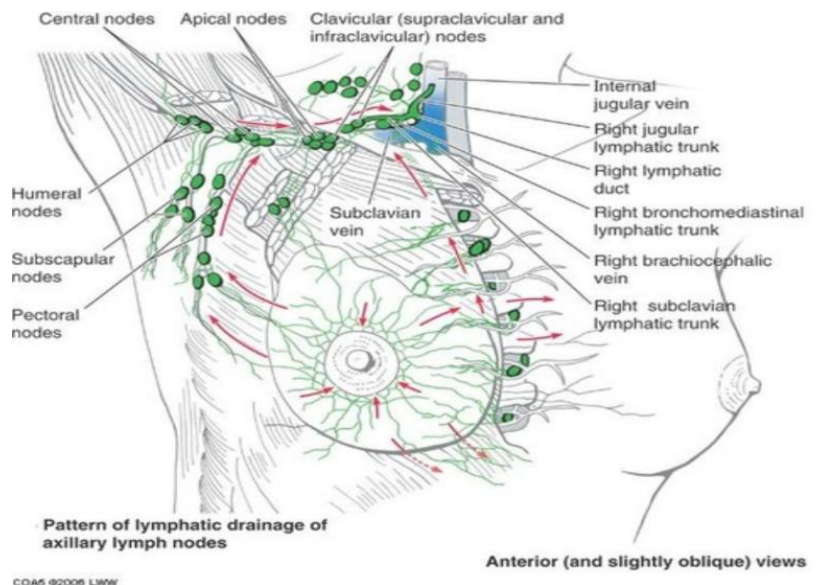 Central nodes
Apical nodes
Clavicular (supraclavicular and
infraclavicular) nodes
Internal
jugular vein
Right jugular
lymphatic trunk
Right lymphatic
duct
Right bronchomediastinal
lymphatic trunk
Right brachiocephalic
vein
Right subclavian
lymphatic trunk
Humeral
nodes
Subscapular
nodes
Pectoral
nodes
Subclavian
vein
Pattern of lymphatic drainage of
axillary lymph nodes
Anterior (and slightly oblique) views
COA5 ©2006 LWW